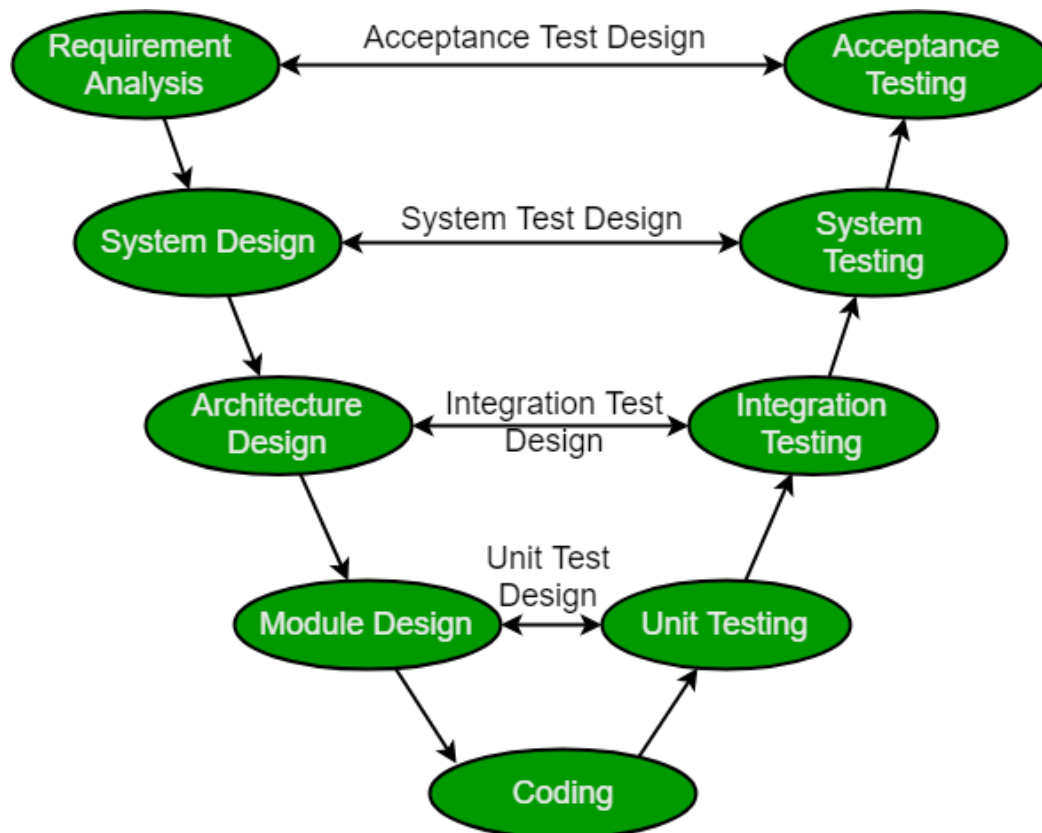 Requirement
Analysis
Acceptance Test Design
Acceptance
Testing
System Design
System Test Design
System
Testing
Architecture
Design
Integration Test
Design
Integration
Testing
Module Design
Unit Test
Design
Unit Testing
Coding